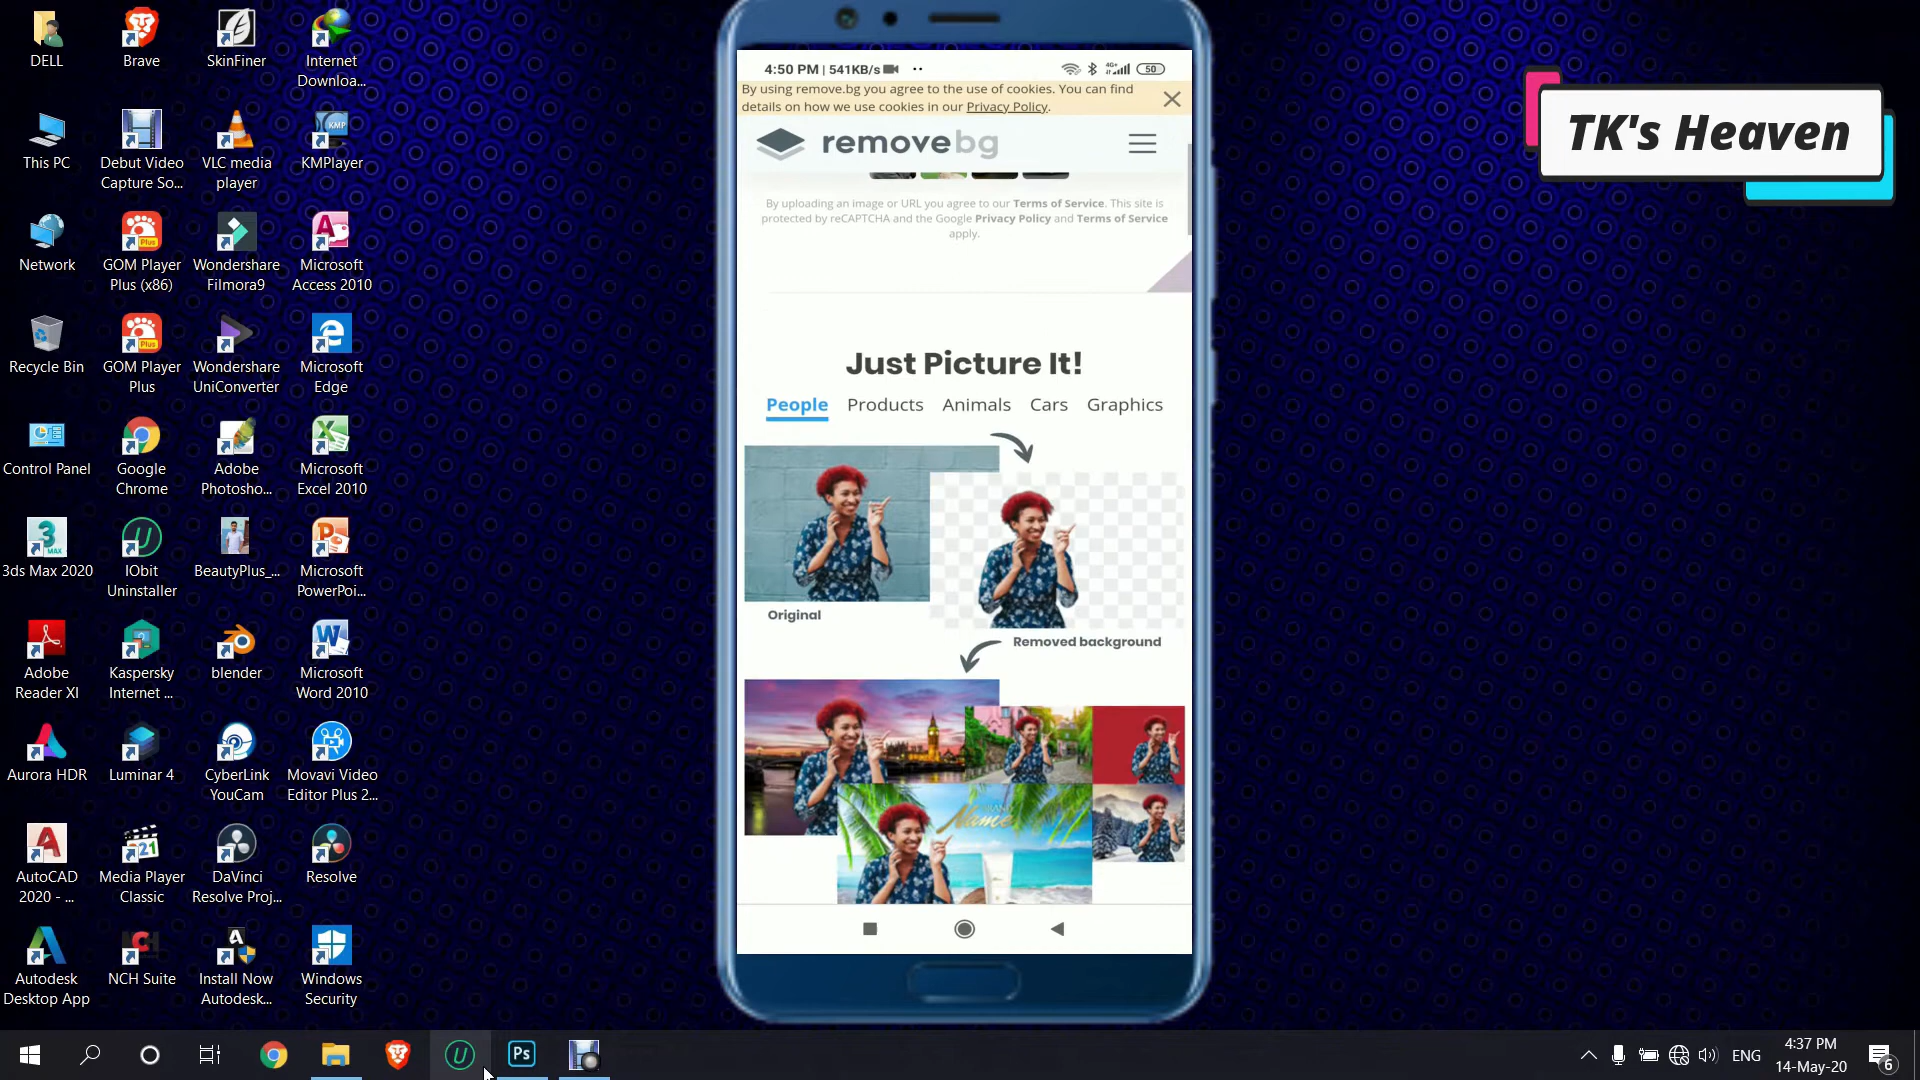 DELL
Brave
SkinFiner
Internet
Downloa...
This PC
Debut Video
Capture So...
VLC media
player
KMPlayer
Network
GOM Player
Plus (x86)
Wondershare
Filmora9
Microsoft
Access 2010
Recycle Bin
GOM Player
Plus
Wondershare
UniConverter
Microsoft
Edge
Control Panel
Google
Chrome
Adobe
Photosho...
Microsoft
Excel 2010
3ds Max 2020
IObit
Uninstaller
BeautyPlus_...
Microsoft
PowerPoi...
Adobe
Reader XI
Kaspersky
Internet ...
blender
Microsoft
Word 2010
Aurora HDR
Luminar 4
CyberLink
YouCam
Movavi Video
Editor Plus 2...
AutoCAD
2020 - ...
Media Player
Classic
DaVinci
Resolve Proj...
Resolve
Autodesk
Desktop App
NCH Suite
Install Now
Autodesk...
Windows
Security
4:50 PM | 541KB/s
4G+
50
By using remove.bg you agree to the use of cookies. You can find
details on how we use cookies in our Privacy Policy.
removebg
By uploading an image or URL you agree to our Terms of Service. This site is
protected by reCAPTCHA and the Google Privacy Policy and Terms of Service
apply.
Just Picture It!
People Products Animals Cars Graphics
Original
Removed background
Name
TK's Heaven
Ps
ENG
4:37 PM
14-May-20
6